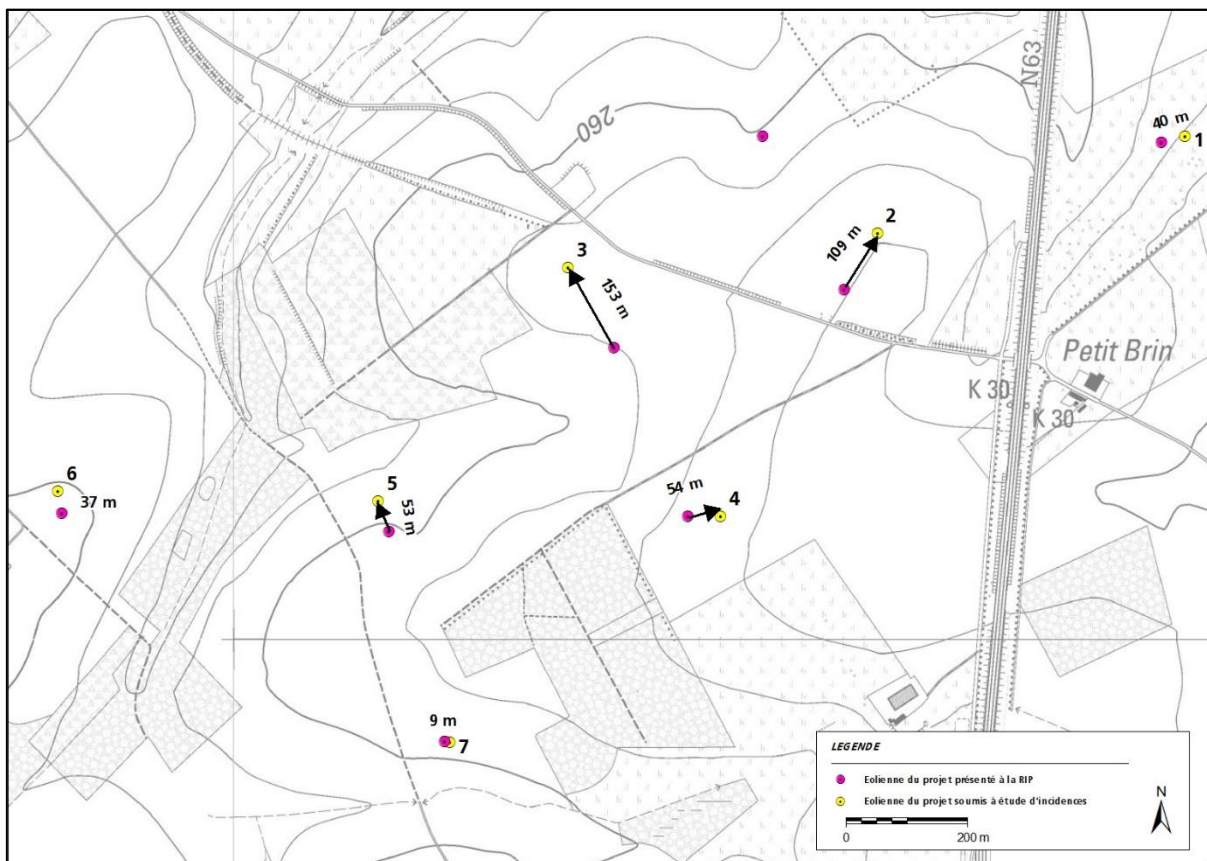 N63
40 m
1
260
2
109 m
3
153 m
Petit Brin
K 30
K 30
6
37 m
5
53 m
54 m
4
9 m
7
LEGENDE
Eolienne du projet présenté à la RIP
Eolienne du projet soumis à étude d'incidences
N
0 200 m